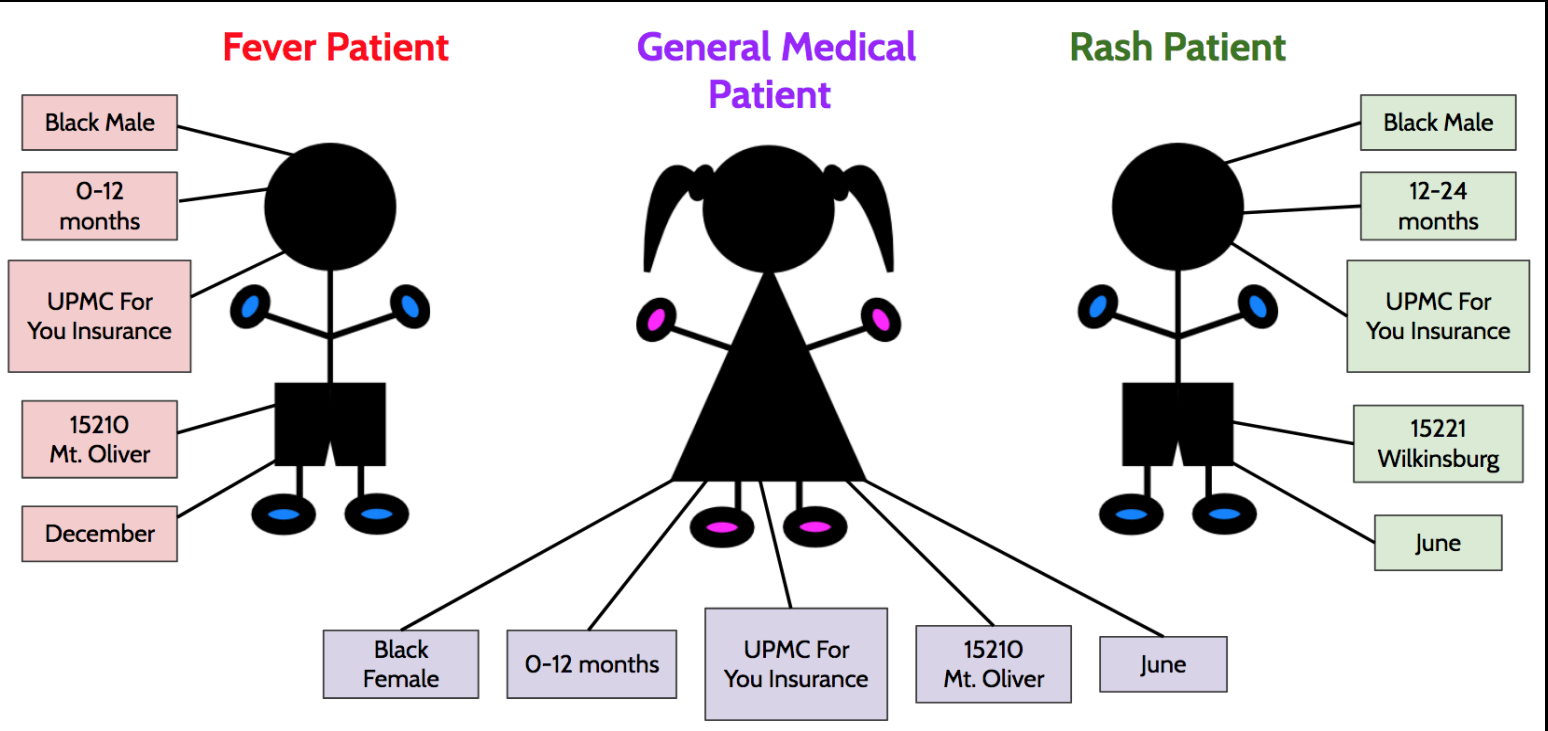 Fever Patient
Black Male
0-12
months
UPMC For
You Insurance
15210
Mt. Oliver
December
General Medical
Patient
Black
Female
0-12 months
UPMC For
You Insurance
15210
Mt. Oliver
June
Rash Patient
Black Male
12-24
months
UPMC For
You Insurance
15221
Wilkinsburg
June